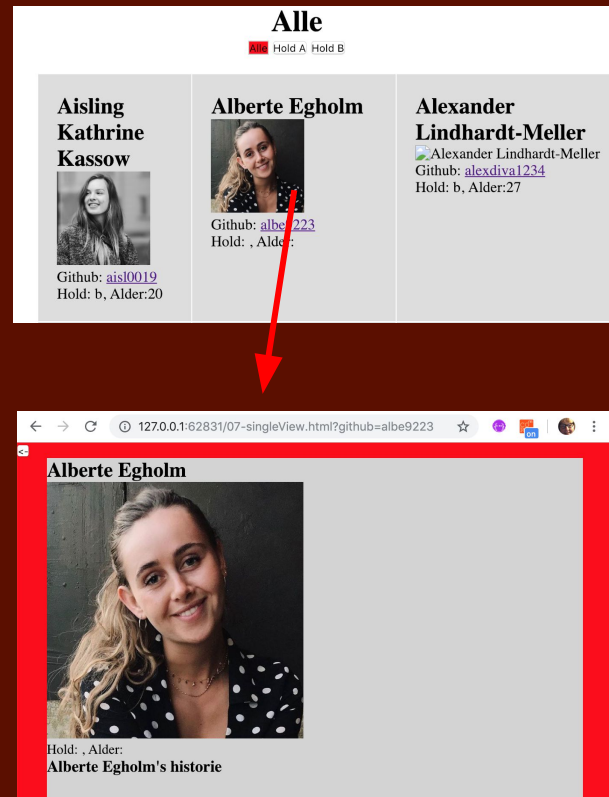 Alle
Alle Hold A Hold B
Aisling
Kathrine
Kassow
Github: aisl0019
Hold: b, Alder:20
Alberte Egholm
Github: albe9223
Hold: , Alder:
Alexander
Lindhardt-Meller
Alexander Lindhardt-Meller
Github: alexdiva1234
Hold: b, Alder:27
127.0.0.1:62831/07-singleView.html?github=albe9223
on
<-
Alberte Egholm
Hold: , Alder:
Alberte Egholm's historie